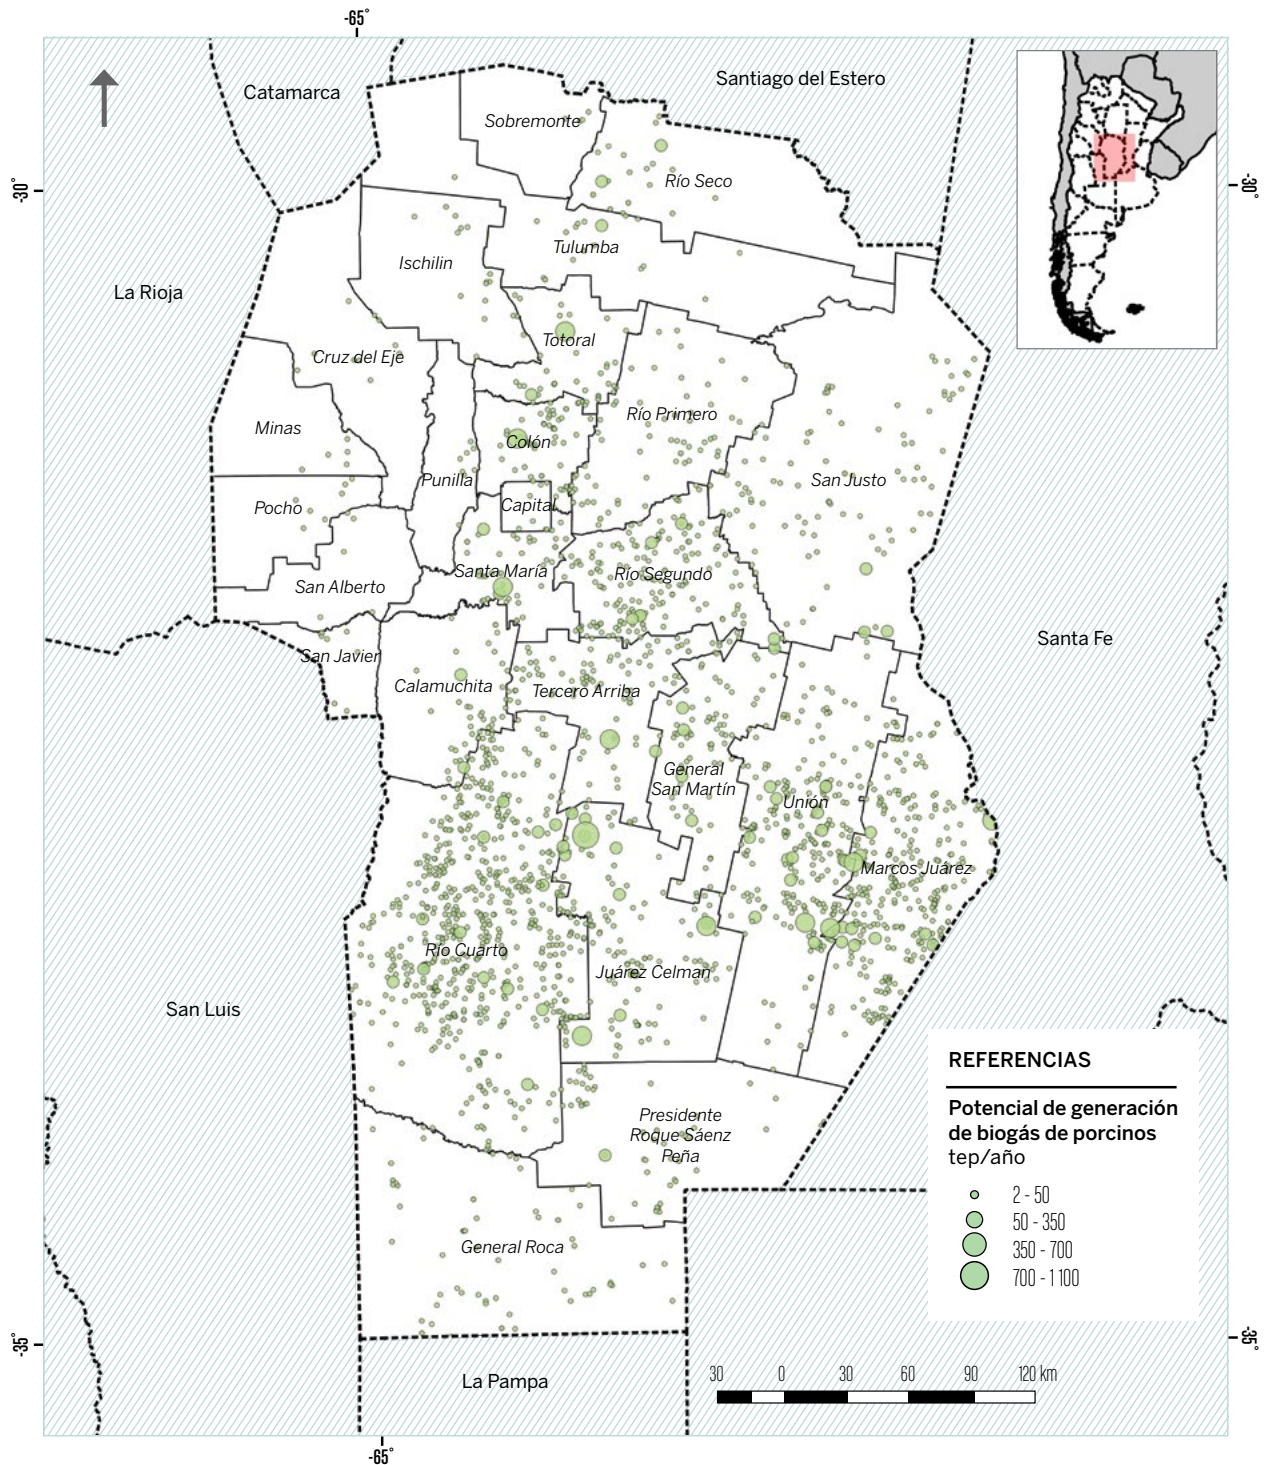 -65°
Catamarca
Santiago del Estero
Sobremonte
Río Seco
-30°
-30°
Tulumba
Ischilin
La Rioja
Totoral
Cruz del Eje
Río Primero
Minas
Colón
Punilla
San Justo
Pocho
Capital
Santa María
Río Segundo
San Alberto
Santa Fe
San Javier
Calamuchita
Tercero Arriba
General
San Martín
Unión
Marcos Juárez
Río Cuarto
Juárez Celman
San Luis
REFERENCIAS
Potencial de generación
de biogás de porcinos
tep/año
2 - 50
50 - 350
350 - 700
700 - 1 100
Presidente
Roque Sáenz
Peña
General Roca
-35°
-35°
La Pampa
30 0 30 60 90 120 km
-65°